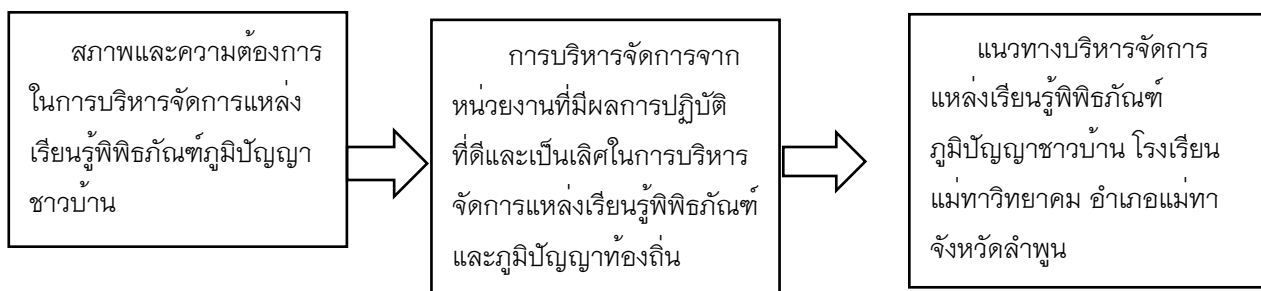 สภาพและความต้องการ
ในการบริหารจัดการแหล่ง
เรียนรู้พิพิธภัณฑ์ภูมิปัญญา
ชาวบ้าน
การบริหารจัดการจาก
หน่วยงานที่มีผลการปฏิบัติ
ที่ดีและเป็นเลิศในการบริหาร
จัดการแหล่งเรียนรู้พิพิธภัณฑ์
และภูมิปัญญาท้องถิ่น
แนวทางบริหารจัดการ
แหล่งเรียนรู้พิพิธภัณฑ์
ภูมิปัญญาชาวบ้าน โรงเรียน
แม่ทาวิทยาคม อำเภอแม่ทา
จังหวัดลำพูน